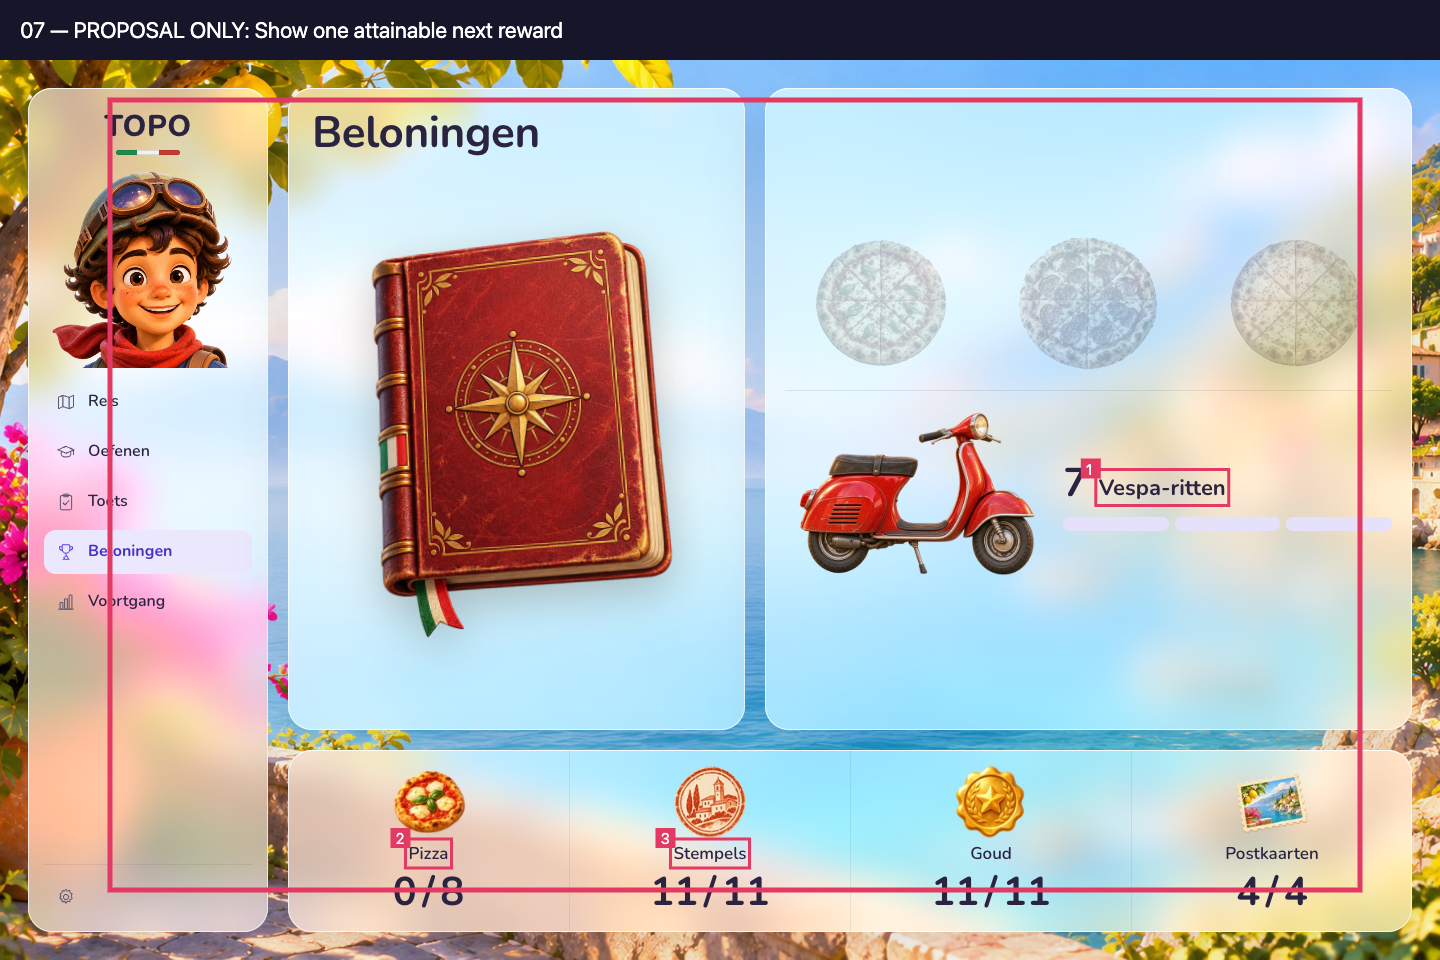 07 — PROPOSAL ONLY: Show one attainable next reward
TOPO
Reis
Oefenen
Toets
Beloningen
Voortgang
Beloningen
7 1 Vespa-ritten
2 Pizza
0/8
3 Stempels
11/11
Goud
11/11
Postkaarten
4/4